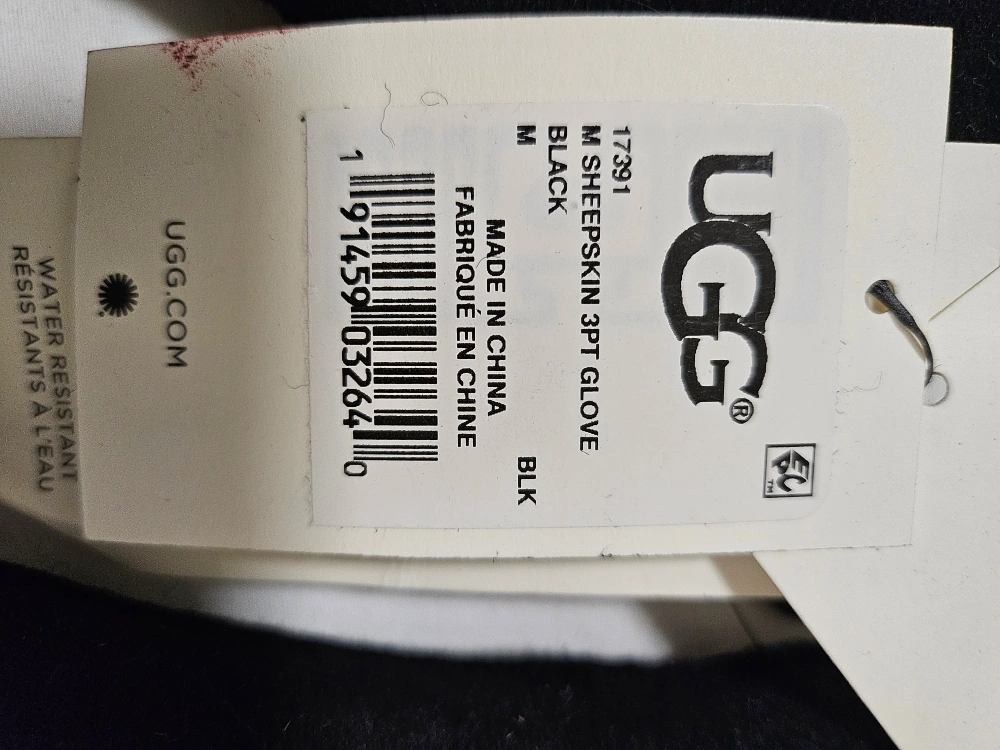 UGG®
EPC™
17391
M SHEEPSKIN 3PT GLOVE
BLACK
M BLK
MADE IN CHINA
FABRIQUÉ EN CHINE
1 91459 03264 0
UGG.COM
WATER RESISTANT
RÉSISTANTS À L'EAU